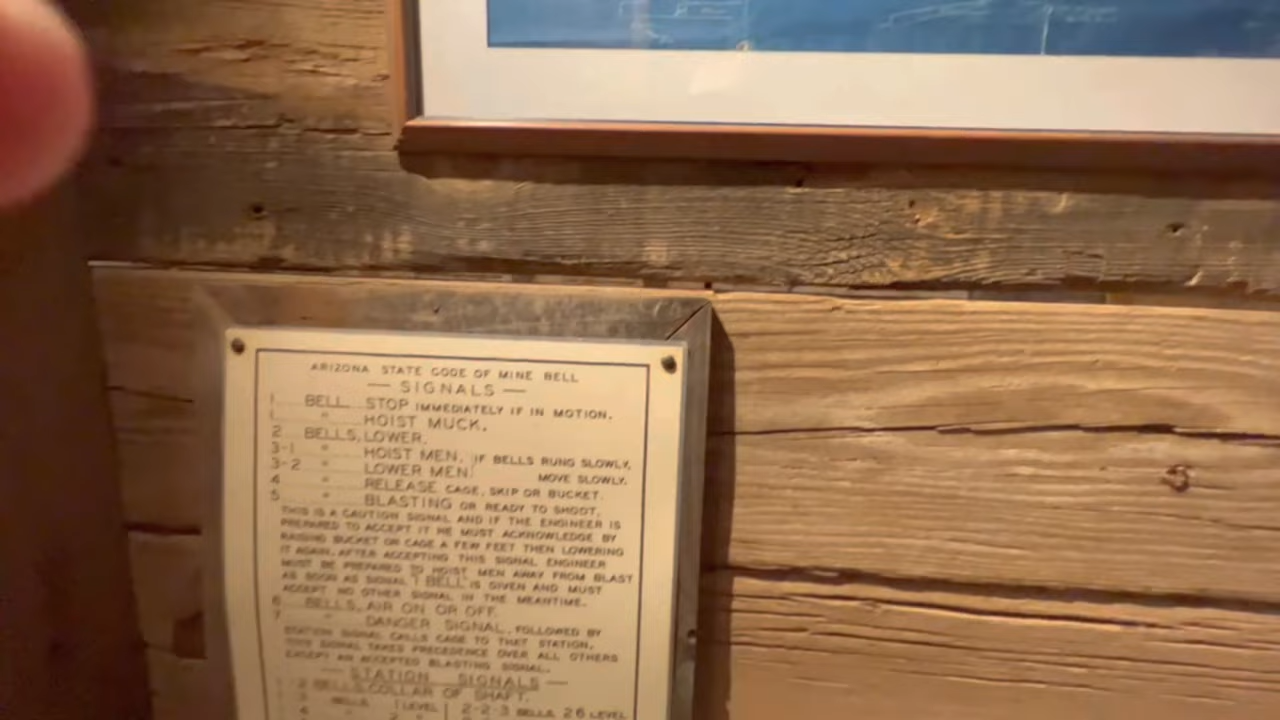 ARIZONA STATE CODE OF MINE BELL
— SIGNALS —
1 BELL STOP IMMEDIATELY IF IN MOTION.
1 " HOIST MUCK.
2 BELLS, LOWER.
3-1 " HOIST MEN, IF BELLS RUNG SLOWLY,
3-2 " LOWER MEN MOVE SLOWLY.
4 " RELEASE CAGE, SKIP OR BUCKET.
5 " BLASTING OR READY TO SHOOT.
THIS IS A CAUTION SIGNAL AND IF THE ENGINEER IS
PREPARED TO ACCEPT IT HE MUST ACKNOWLEDGE BY
RAISING BUCKET OR CAGE A FEW FEET THEN LOWERING
IT AGAIN. AFTER ACCEPTING THIS SIGNAL ENGINEER
MUST BE PREPARED TO HOIST MEN AWAY FROM BLAST
AS SOON AS SIGNAL 1 BELL IS GIVEN AND MUST
ACCEPT NO OTHER SIGNAL IN THE MEANTIME.
6 BELLS, AIR ON OR OFF.
7 " DANGER SIGNAL, FOLLOWED BY
STATION SIGNAL CALLS CAGE TO THAT STATION,
THIS SIGNAL TAKES PRECEDENCE OVER ALL OTHERS
EXCEPT AN ACCEPTED BLASTING SIGNAL.
— STATION SIGNALS —
1-2 BELLS, COLLAR OF SHAFT.
BELLS 1 LEVEL 2-2-3 BELLS, 26 LEVEL